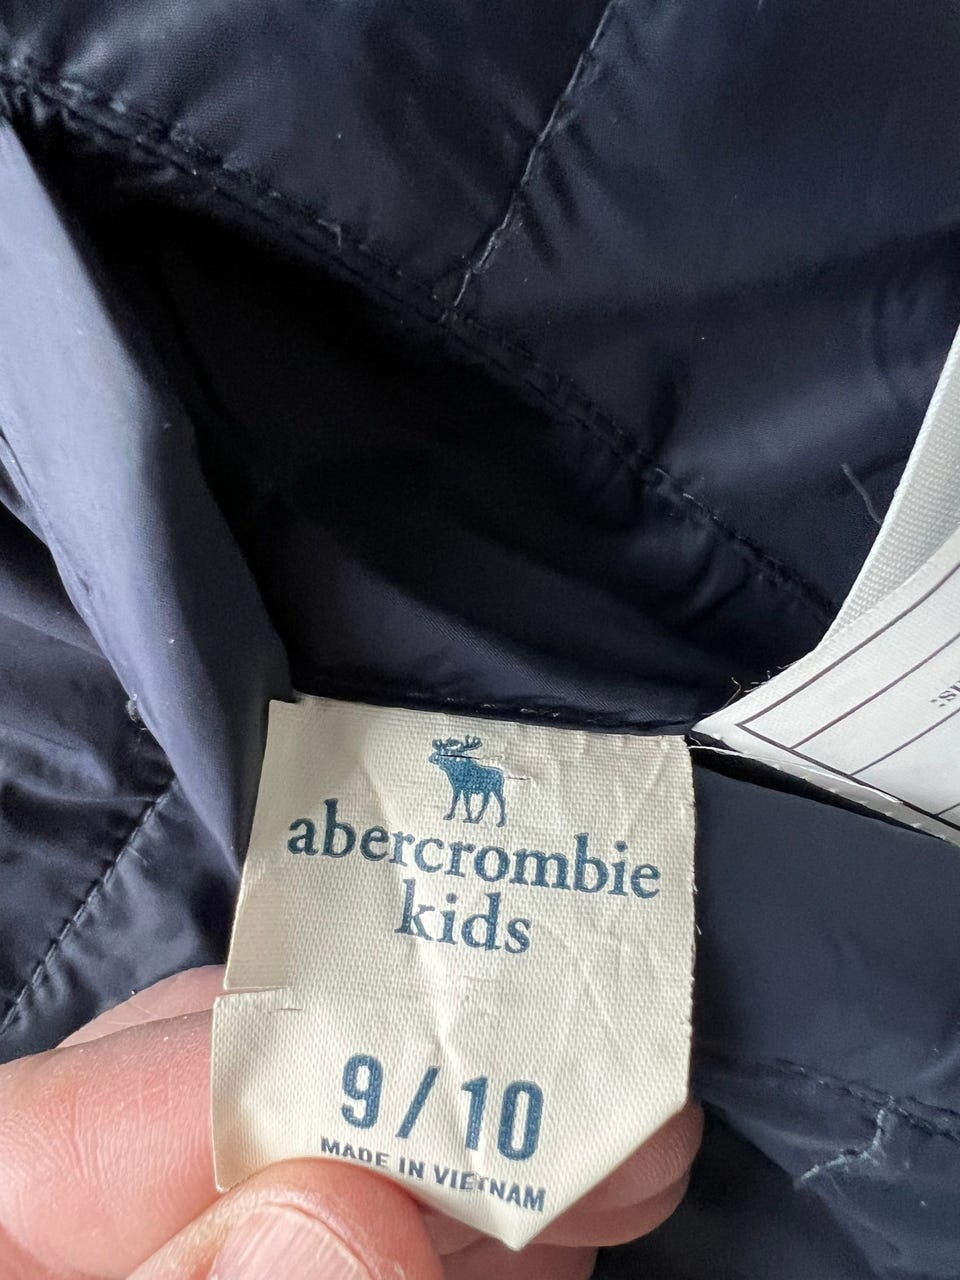 abercrombie
kids
9/10
MADE IN VIETNAM